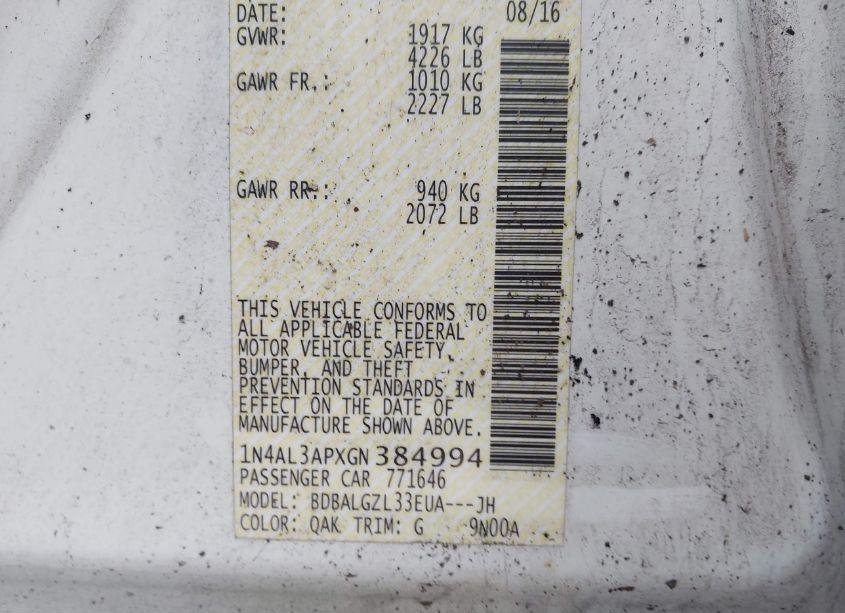 DATE: 08/16
GVWR: 1917 KG
4226 LB
GAWR FR.: 1010 KG
2227 LB
GAWR RR.: 940 KG
2072 LB
THIS VEHICLE CONFORMS TO
ALL APPLICABLE FEDERAL
MOTOR VEHICLE SAFETY,
BUMPER, AND THEFT
PREVENTION STANDARDS IN
EFFECT ON THE DATE OF
MANUFACTURE SHOWN ABOVE.
1N4AL3APXGN384994
PASSENGER CAR 771646
MODEL: BDBALGZL33EUA---JH
COLOR: QAK TRIM: G 9N00A